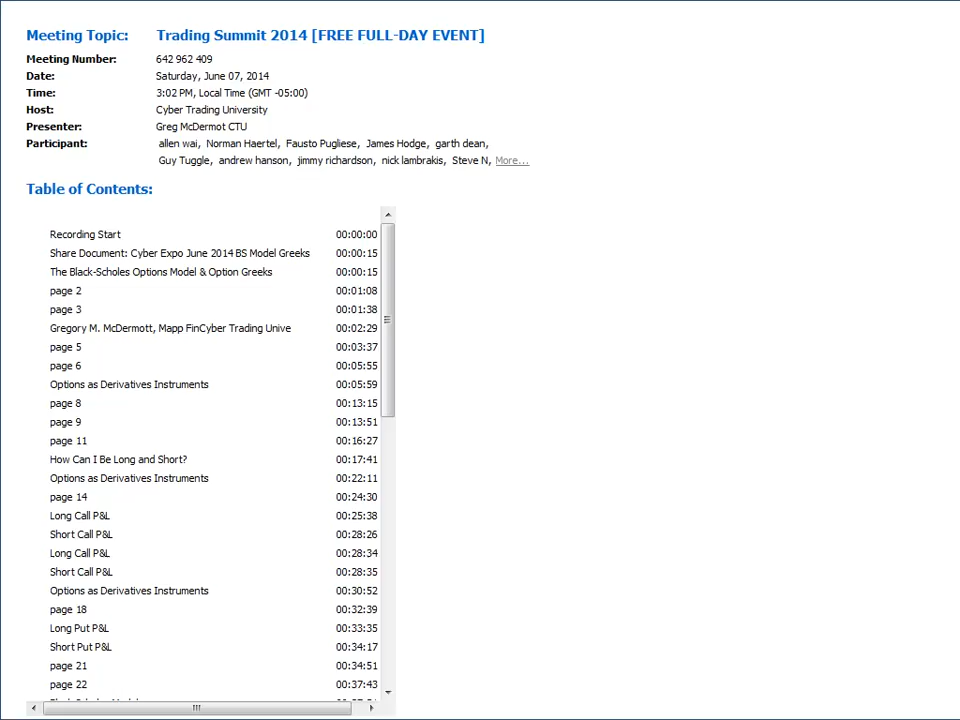 Meeting Topic: Trading Summit 2014 [FREE FULL-DAY EVENT]
Meeting Number: 642 962 409
Date: Saturday, June 07, 2014
Time: 3:02 PM, Local Time (GMT -05:00)
Host: Cyber Trading University
Presenter: Greg McDermot CTU
Participant: allen wai, Norman Haertel, Fausto Pugliese, James Hodge, garth dean,
Guy Tuggle, andrew hanson, jimmy richardson, nick lambrakis, Steve N, More...
Table of Contents:
Recording Start 00:00:00
Share Document: Cyber Expo June 2014 BS Model Greeks 00:00:15
The Black-Scholes Options Model & Option Greeks 00:00:15
page 2 00:01:08
page 3 00:01:38
Gregory M. McDermott, Mapp FinCyber Trading Unive 00:02:29
page 5 00:03:37
page 6 00:05:55
Options as Derivatives Instruments 00:05:59
page 8 00:13:15
page 9 00:13:51
page 11 00:16:27
How Can I Be Long and Short? 00:17:41
Options as Derivatives Instruments 00:22:11
page 14 00:24:30
Long Call P&L 00:25:38
Short Call P&L 00:28:26
Long Call P&L 00:28:34
Short Call P&L 00:28:35
Options as Derivatives Instruments 00:30:52
page 18 00:32:39
Long Put P&L 00:33:35
Short Put P&L 00:34:17
page 21 00:34:51
page 22 00:37:43